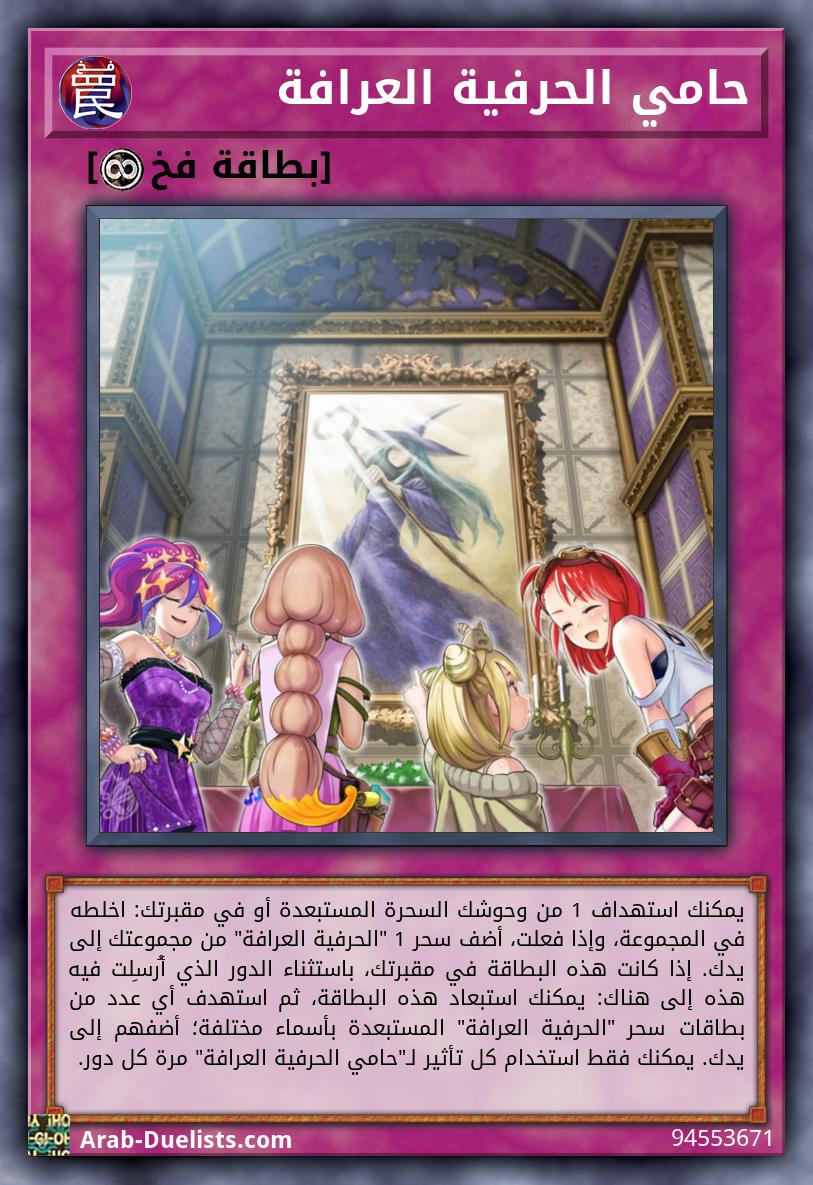 حامي الحرفية العرافة
فخ
罠
[بطاقة فخ]
يمكنك استهداف 1 من وحوشك السحرة المستبعدة أو في مقبرتك: اخلطه
في المجموعة، وإذا فعلت، أضف سحر 1 "الحرفية العرافة" من مجموعتك إلى
يدك. إذا كانت هذه البطاقة في مقبرتك، باستثناء الدور الذي أُرسِلت فيه
هذه إلى هناك: يمكنك استبعاد هذه البطاقة، ثم استهدف أي عدد من
بطاقات سحر "الحرفية العرافة" المستبعدة بأسماء مختلفة؛ أضفهم إلى
يدك. يمكنك فقط استخدام كل تأثير لـ"حامي الحرفية العرافة" مرة كل دور.
Arab-Duelists.com
94553671